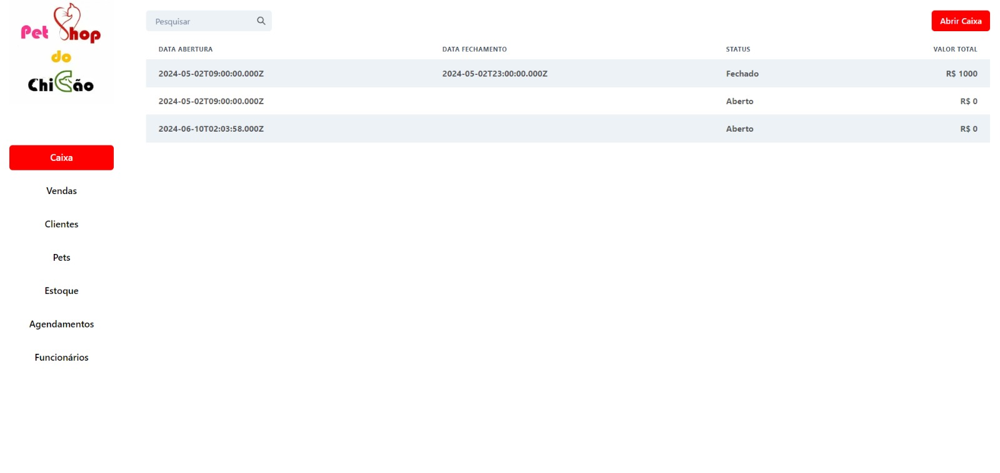 Pet Shop
do
ChiCão
Pesquisar
Abrir Caixa
DATA ABERTURA DATA FECHAMENTO STATUS VALOR TOTAL
2024-05-02T09:00:00.000Z 2024-05-02T23:00:00.000Z Fechado R$ 1000
2024-05-02T09:00:00.000Z Aberto R$ 0
2024-06-10T02:03:58.000Z Aberto R$ 0
Caixa
Vendas
Clientes
Pets
Estoque
Agendamentos
Funcionários